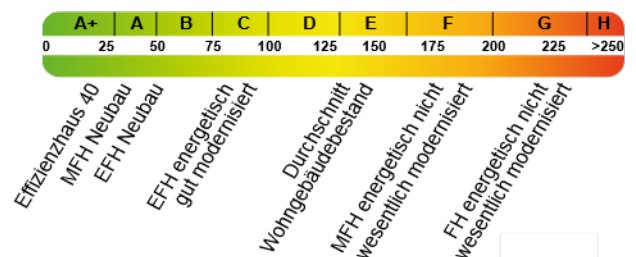 A+ A B C D E F G H
0 25 50 75 100 125 150 175 200 225 >250
Effizienzhaus 40
MFH Neubau
EFH Neubau
EFH energetisch
gut modernisiert
Durchschnitt
Wohngebäudebestand
MFH energetisch nicht
wesentlich modernisiert
FH energetisch nicht
wesentlich modernisiert